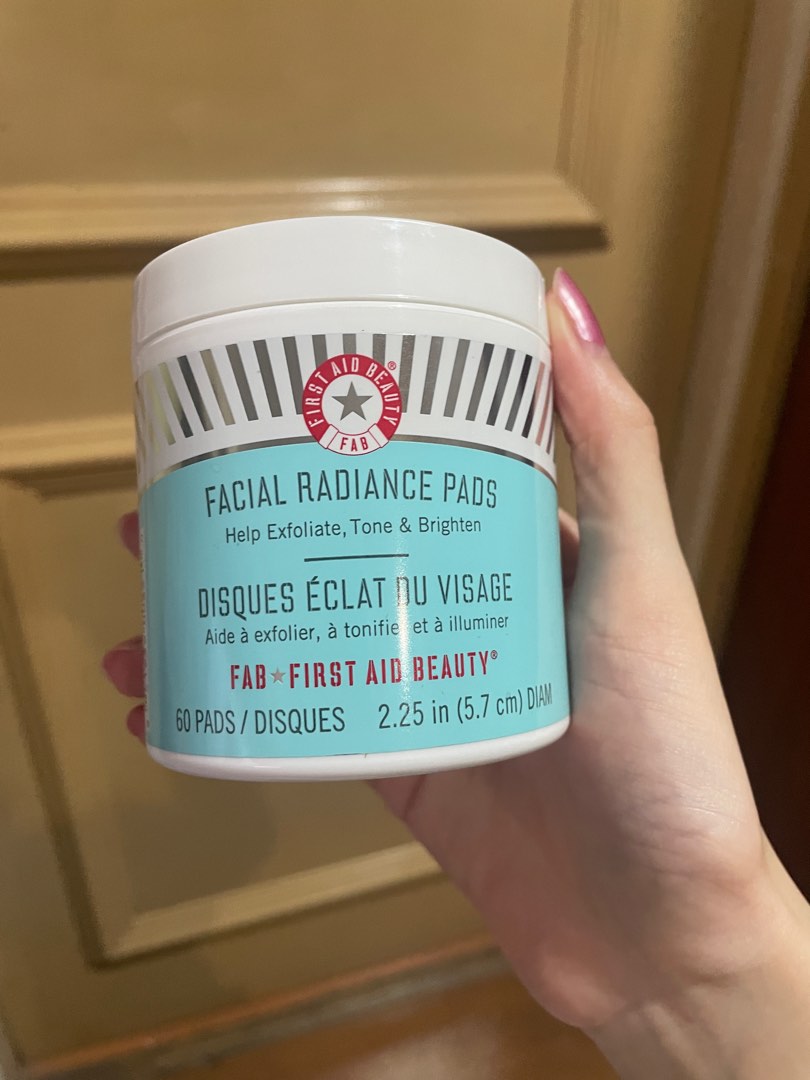 FIRST AID BEAUTY®
FAB
FACIAL RADIANCE PADS
Help Exfoliate, Tone & Brighten
DISQUES ÉCLAT DU VISAGE
Aide à exfolier, à tonifier et à illuminer
FAB★FIRST AID BEAUTY®
60 PADS / DISQUES 2.25 in (5.7 cm) DIAM